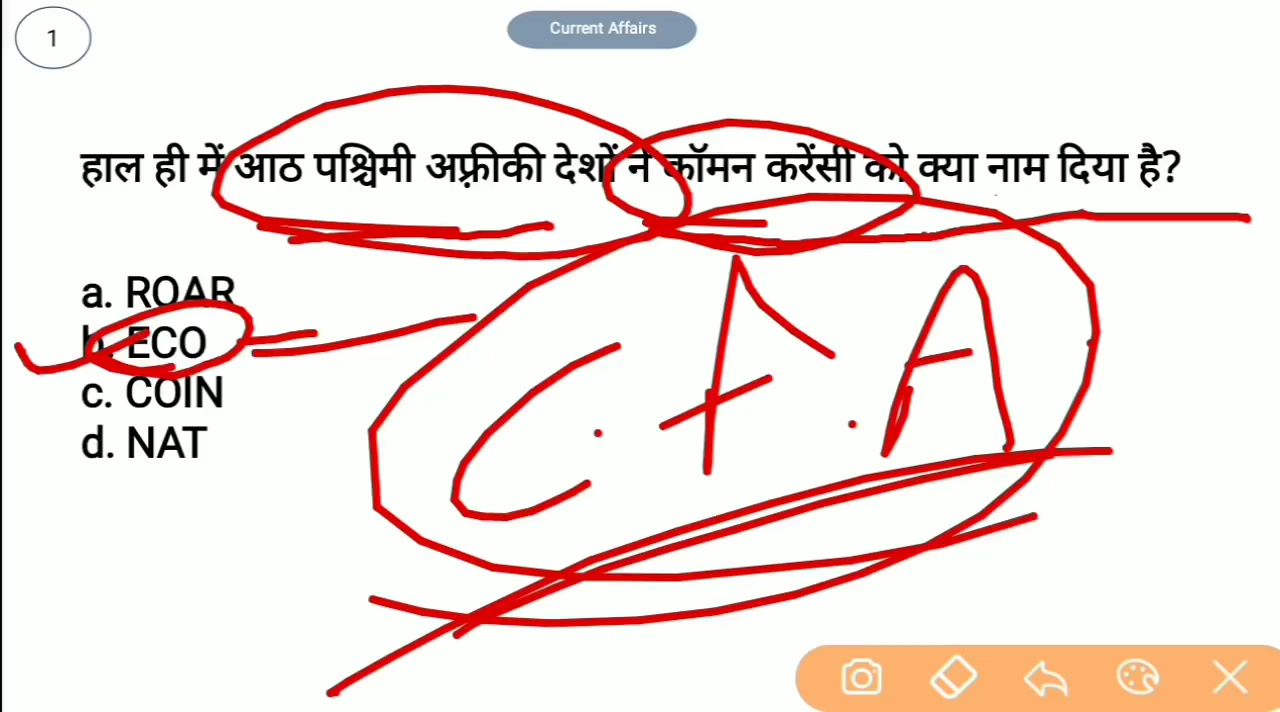 1
Current Affairs
हाल ही में आठ पश्चिमी अफ़्रीकी देशों ने कॉमन करेंसी को क्या नाम दिया है?
a. ROAR
b. ECO
c. COIN
d. NAT